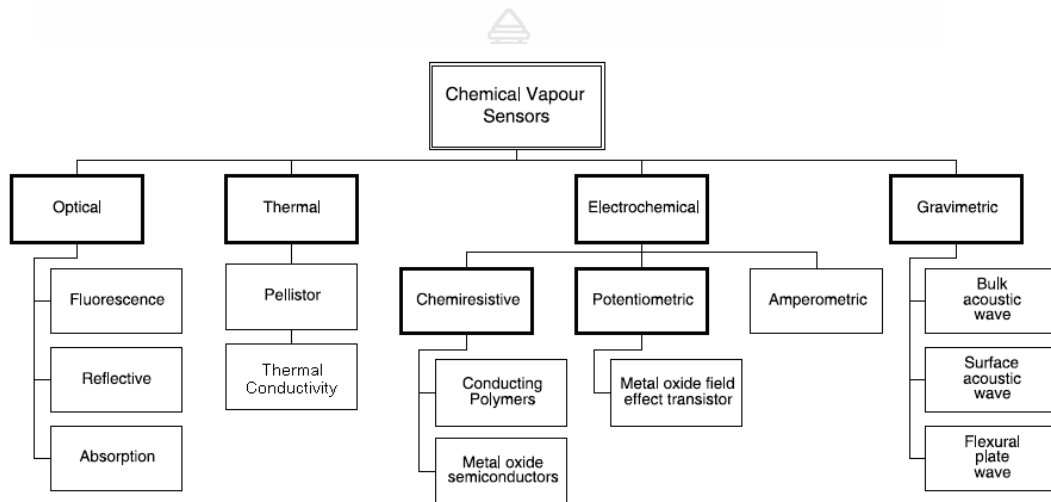 Chemical Vapour
Sensors
Optical
Thermal
Electrochemical
Gravimetric
Fluorescence
Reflective
Absorption
Pellistor
Thermal
Conductivity
Chemiresistive
Potentiometric
Amperometric
Conducting
Polymers
Metal oxide
semiconductors
Metal oxide field
effect transistor
Bulk
acoustic
wave
Surface
acoustic
wave
Flexural
plate
wave